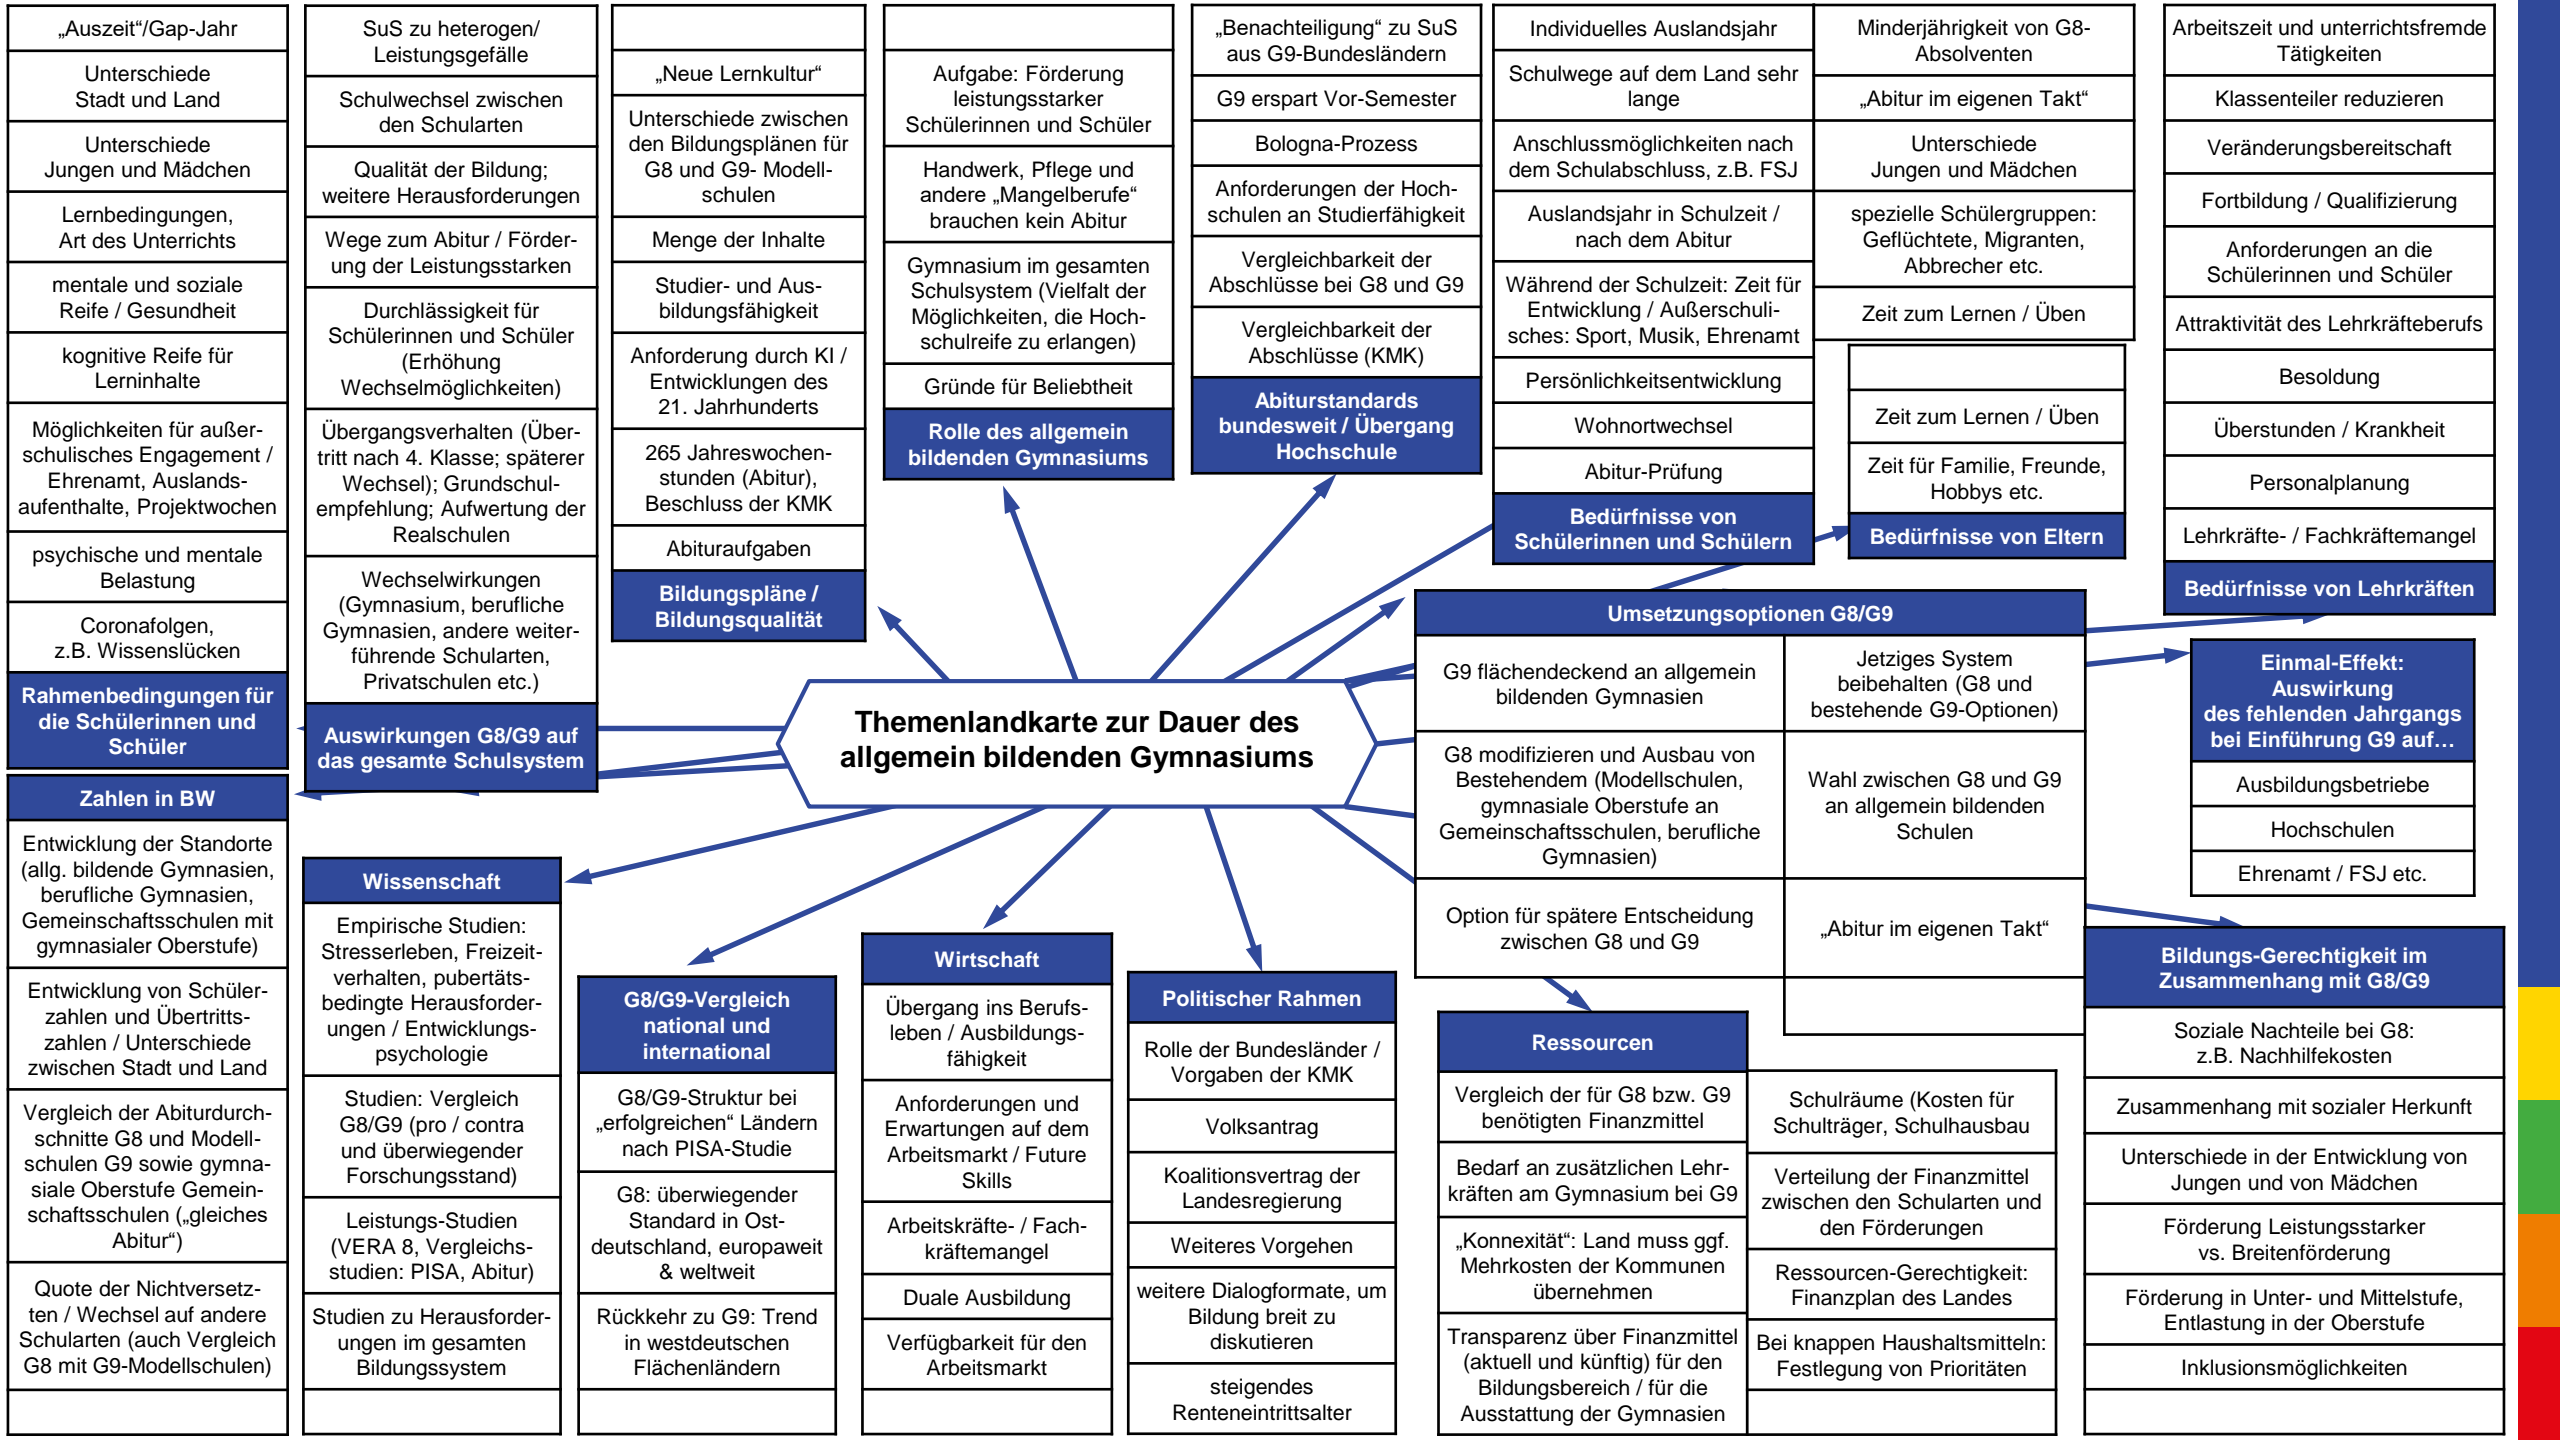 „Auszeit“/Gap-Jahr
Unterschiede
Stadt und Land
Unterschiede
Jungen und Mädchen
Lernbedingungen,
Art des Unterrichts
mentale und soziale
Reife / Gesundheit
kognitive Reife für
Lerninhalte
Möglichkeiten für außer-
schulisches Engagement /
Ehrenamt, Auslands-
aufenthalte, Projektwochen
psychische und mentale
Belastung
Coronafolgen,
z.B. Wissenslücken
Rahmenbedingungen für
die Schülerinnen und
Schüler
SuS zu heterogen/
Leistungsgefälle
Schulwechsel zwischen
den Schularten
Qualität der Bildung;
weitere Herausforderungen
Wege zum Abitur / Förder-
ung der Leistungsstarken
Durchlässigkeit für
Schülerinnen und Schüler
(Erhöhung
Wechselmöglichkeiten)
Übergangsverhalten (Über-
tritt nach 4. Klasse; späterer
Wechsel); Grundschul-
empfehlung; Aufwertung der
Realschulen
Wechselwirkungen
(Gymnasium, berufliche
Gymnasien, andere weiter-
führende Schularten,
Privatschulen etc.)
Auswirkungen G8/G9 auf
das gesamte Schulsystem
„Neue Lernkultur“
Unterschiede zwischen
den Bildungsplänen für
G8 und G9- Modell-
schulen
Menge der Inhalte
Studier- und Aus-
bildungsfähigkeit
Anforderung durch KI /
Entwicklungen des
21. Jahrhunderts
265 Jahreswochen-
stunden (Abitur),
Beschluss der KMK
Abituraufgaben
Bildungspläne /
Bildungsqualität
Aufgabe: Förderung
leistungsstarker
Schülerinnen und Schüler
Handwerk, Pflege und
andere „Mangelberufe“
brauchen kein Abitur
Gymnasium im gesamten
Schulsystem (Vielfalt der
Möglichkeiten, die Hoch-
schulreife zu erlangen)
Gründe für Beliebtheit
Rolle des allgemein
bildenden Gymnasiums
„Benachteiligung“ zu SuS
aus G9-Bundesländern
G9 erspart Vor-Semester
Bologna-Prozess
Anforderungen der Hoch-
schulen an Studierfähigkeit
Vergleichbarkeit der
Abschlüsse bei G8 und G9
Vergleichbarkeit der
Abschlüsse (KMK)
Abiturstandards
bundesweit / Übergang
Hochschule
Individuelles Auslandsjahr
Schulwege auf dem Land sehr
lange
Anschlussmöglichkeiten nach
dem Schulabschluss, z.B. FSJ
Auslandsjahr in Schulzeit /
nach dem Abitur
Während der Schulzeit: Zeit für
Entwicklung / Außerschuli-
sches: Sport, Musik, Ehrenamt
Persönlichkeitsentwicklung
Wohnortwechsel
Abitur-Prüfung
Bedürfnisse von
Schülerinnen und Schülern
Minderjährigkeit von G8-
Absolventen
„Abitur im eigenen Takt“
Unterschiede
Jungen und Mädchen
spezielle Schülergruppen:
Geflüchtete, Migranten,
Abbrecher etc.
Zeit zum Lernen / Üben
Zeit zum Lernen / Üben
Zeit für Familie, Freunde,
Hobbys etc.
Bedürfnisse von Eltern
Arbeitszeit und unterrichtsfremde
Tätigkeiten
Klassenteiler reduzieren
Veränderungsbereitschaft
Fortbildung / Qualifizierung
Anforderungen an die
Schülerinnen und Schüler
Attraktivität des Lehrkräfteberufs
Besoldung
Überstunden / Krankheit
Personalplanung
Lehrkräfte- / Fachkräftemangel
Bedürfnisse von Lehrkräften
Themenlandkarte zur Dauer des
allgemein bildenden Gymnasiums
Umsetzungsoptionen G8/G9
G9 flächendeckend an allgemein
bildenden Gymnasien
Jetziges System
beibehalten (G8 und
bestehende G9-Optionen)
G8 modifizieren und Ausbau von
Bestehendem (Modellschulen,
gymnasiale Oberstufe an
Gemeinschaftsschulen, berufliche
Gymnasien)
Wahl zwischen G8 und G9
an allgemein bildenden
Schulen
Option für spätere Entscheidung
zwischen G8 und G9
„Abitur im eigenen Takt“
Einmal-Effekt:
Auswirkung
des fehlenden Jahrgangs
bei Einführung G9 auf…
Ausbildungsbetriebe
Hochschulen
Ehrenamt / FSJ etc.
Zahlen in BW
Entwicklung der Standorte
(allg. bildende Gymnasien,
berufliche Gymnasien,
Gemeinschaftsschulen mit
gymnasialer Oberstufe)
Entwicklung von Schüler-
zahlen und Übertritts-
zahlen / Unterschiede
zwischen Stadt und Land
Vergleich der Abiturdurch-
schnitte G8 und Modell-
schulen G9 sowie gymna-
siale Oberstufe Gemein-
schaftsschulen („gleiches
Abitur“)
Quote der Nichtversetz-
ten / Wechsel auf andere
Schularten (auch Vergleich
G8 mit G9-Modellschulen)
Wissenschaft
Empirische Studien:
Stresserleben, Freizeit-
verhalten, pubertäts-
bedingte Herausforder-
ungen / Entwicklungs-
psychologie
Studien: Vergleich
G8/G9 (pro / contra
und überwiegender
Forschungsstand)
Leistungs-Studien
(VERA 8, Vergleichs-
studien: PISA, Abitur)
Studien zu Herausforder-
ungen im gesamten
Bildungssystem
G8/G9-Vergleich
national und
international
G8/G9-Struktur bei
„erfolgreichen“ Ländern
nach PISA-Studie
G8: überwiegender
Standard in Ost-
deutschland, europaweit
& weltweit
Rückkehr zu G9: Trend
in westdeutschen
Flächenländern
Wirtschaft
Übergang ins Berufs-
leben / Ausbildungs-
fähigkeit
Anforderungen und
Erwartungen auf dem
Arbeitsmarkt / Future
Skills
Arbeitskräfte- / Fach-
kräftemangel
Duale Ausbildung
Verfügbarkeit für den
Arbeitsmarkt
Politischer Rahmen
Rolle der Bundesländer /
Vorgaben der KMK
Volksantrag
Koalitionsvertrag der
Landesregierung
Weiteres Vorgehen
weitere Dialogformate, um
Bildung breit zu
diskutieren
steigendes
Renteneintrittsalter
Ressourcen
Vergleich der für G8 bzw. G9
benötigten Finanzmittel
Bedarf an zusätzlichen Lehr-
kräften am Gymnasium bei G9
„Konnexität“: Land muss ggf.
Mehrkosten der Kommunen
übernehmen
Transparenz über Finanzmittel
(aktuell und künftig) für den
Bildungsbereich / für die
Ausstattung der Gymnasien
Schulräume (Kosten für
Schulträger, Schulhausbau
Verteilung der Finanzmittel
zwischen den Schularten und
den Förderungen
Ressourcen-Gerechtigkeit:
Finanzplan des Landes
Bei knappen Haushaltsmitteln:
Festlegung von Prioritäten
Bildungs-Gerechtigkeit im
Zusammenhang mit G8/G9
Soziale Nachteile bei G8:
z.B. Nachhilfekosten
Zusammenhang mit sozialer Herkunft
Unterschiede in der Entwicklung von
Jungen und von Mädchen
Förderung Leistungsstarker
vs. Breitenförderung
Förderung in Unter- und Mittelstufe,
Entlastung in der Oberstufe
Inklusionsmöglichkeiten